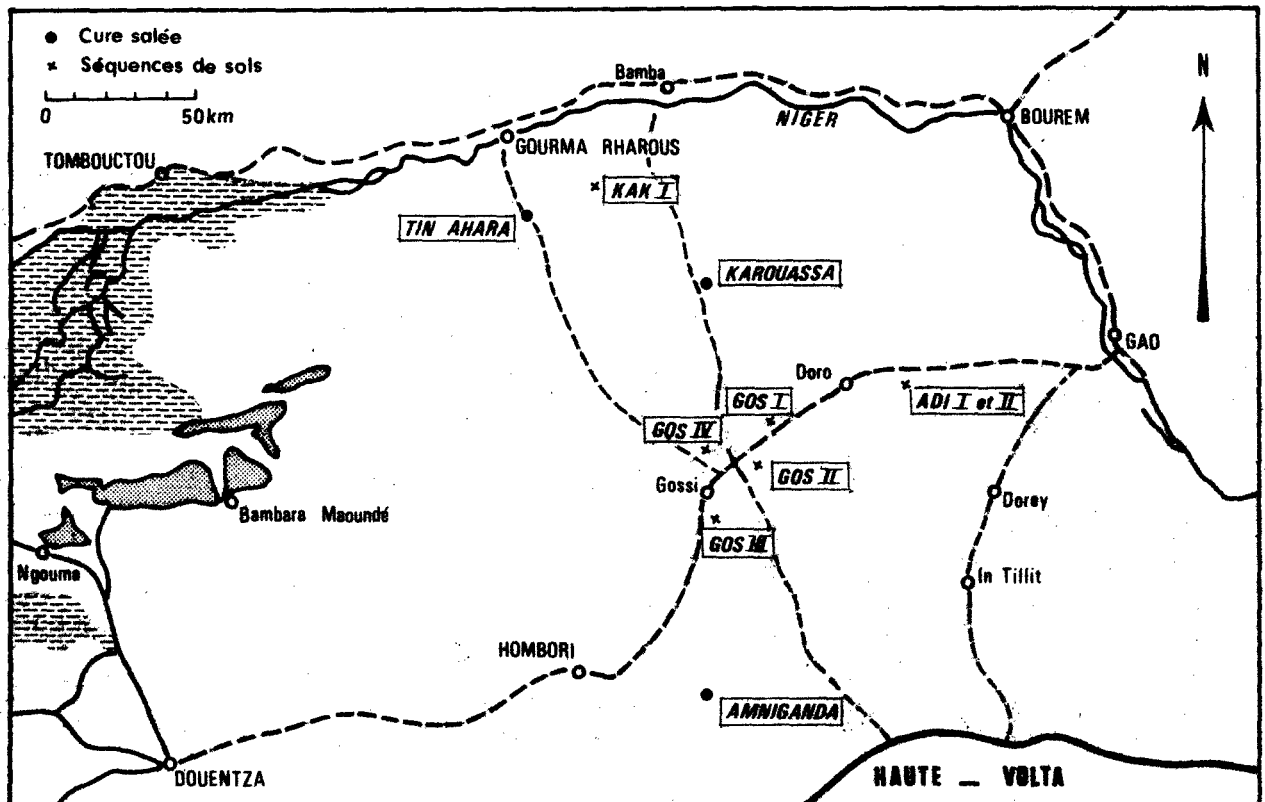 Cure salée
Séquences de sols
0 50km
N
Bamba
NIGER
BOUREM
GOURMA RHAROUS
TOMBOUCTOU
KAK I
TIN AHARA
KAROUASSA
GAO
Doro
GOS I
ADI I et II
GOS IV
Gossi
GOS II
Dorey
Bambara Maoundé
GOS III
Ngouma
In Tillit
HOMBORI
AMNIGANDA
DOUENTZA
HAUTE _ VOLTA